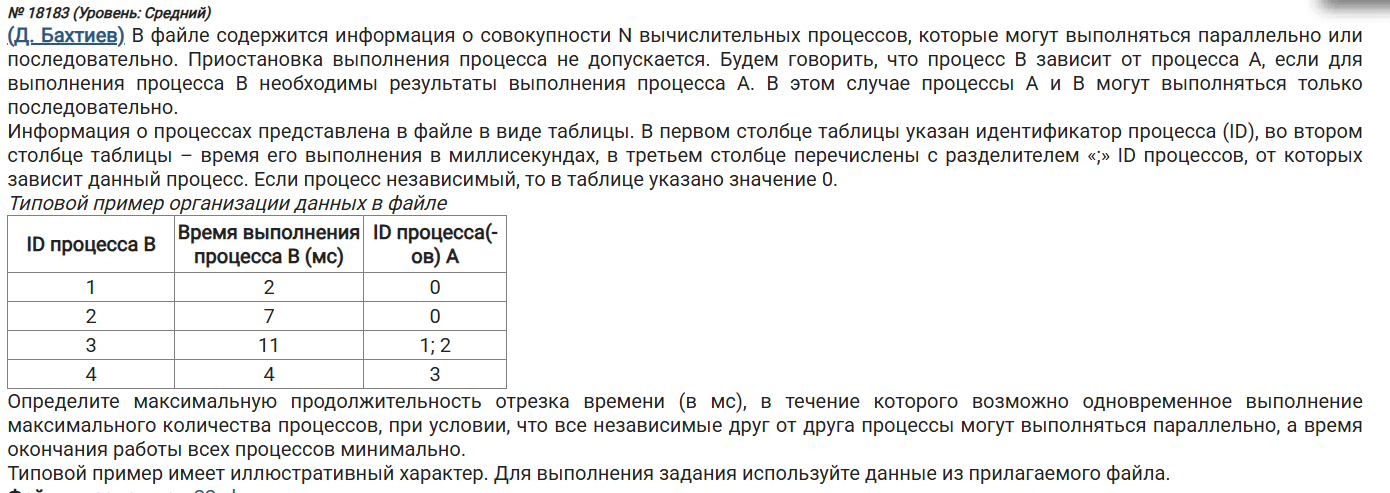 № 18183 (Уровень: Средний)
(Д. Бахтиев) В файле содержится информация о совокупности N вычислительных процессов, которые могут выполняться параллельно или
последовательно. Приостановка выполнения процесса не допускается. Будем говорить, что процесс B зависит от процесса A, если для
выполнения процесса B необходимы результаты выполнения процесса A. В этом случае процессы A и B могут выполняться только
последовательно.
Информация о процессах представлена в файле в виде таблицы. В первом столбце таблицы указан идентификатор процесса (ID), во втором
столбце таблицы – время его выполнения в миллисекундах, в третьем столбце перечислены с разделителем «;» ID процессов, от которых
зависит данный процесс. Если процесс независимый, то в таблице указано значение 0.
Типовой пример организации данных в файле
ID процесса B Время выполнения процесса B (мс) ID процесса(-ов) A
1 2 0
2 7 0
3 11 1; 2
4 4 3
Определите максимальную продолжительность отрезка времени (в мс), в течение которого возможно одновременное выполнение
максимального количества процессов, при условии, что все независимые друг от друга процессы могут выполняться параллельно, а время
окончания работы всех процессов минимально.
Типовой пример имеет иллюстративный характер. Для выполнения задания используйте данные из прилагаемого файла.